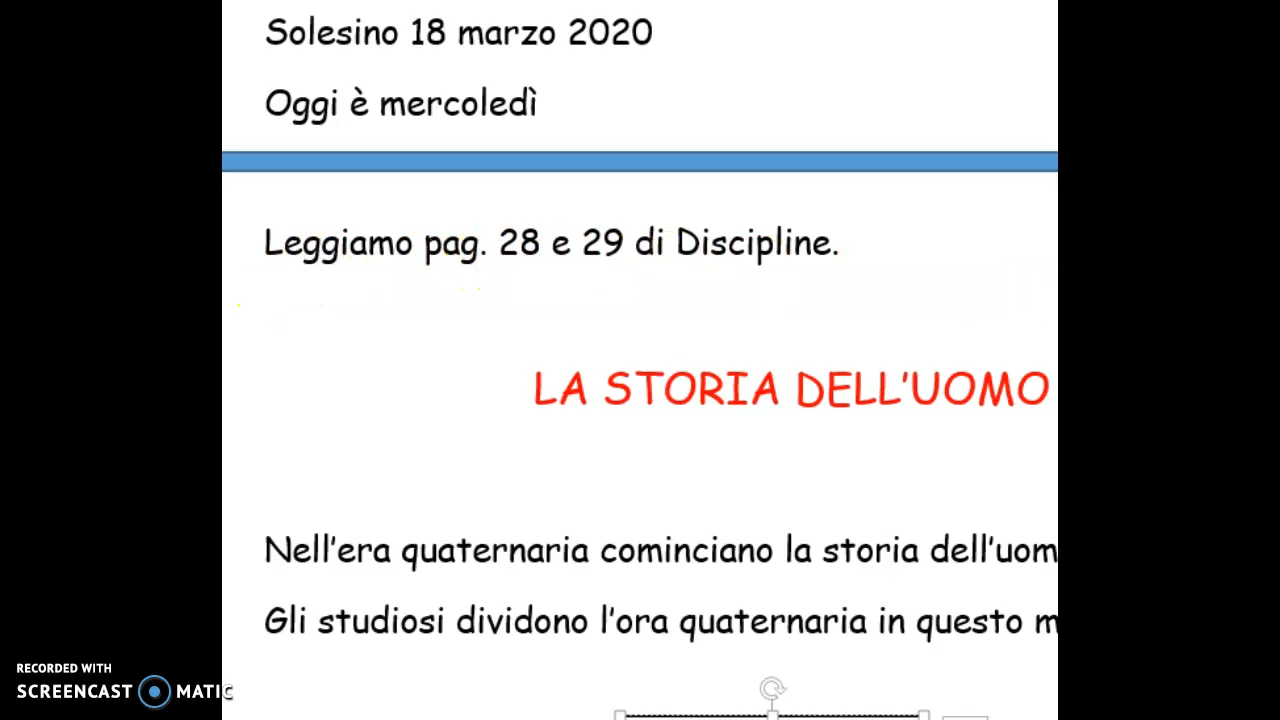 Solesino 18 marzo 2020
Oggi è mercoledì
Leggiamo pag. 28 e 29 di Discipline.
LA STORIA DELL'UOMO
Nell'era quaternaria cominciano la storia dell'uom
Gli studiosi dividono l'ora quaternaria in questo m
RECORDED WITH
SCREENCAST MATIC